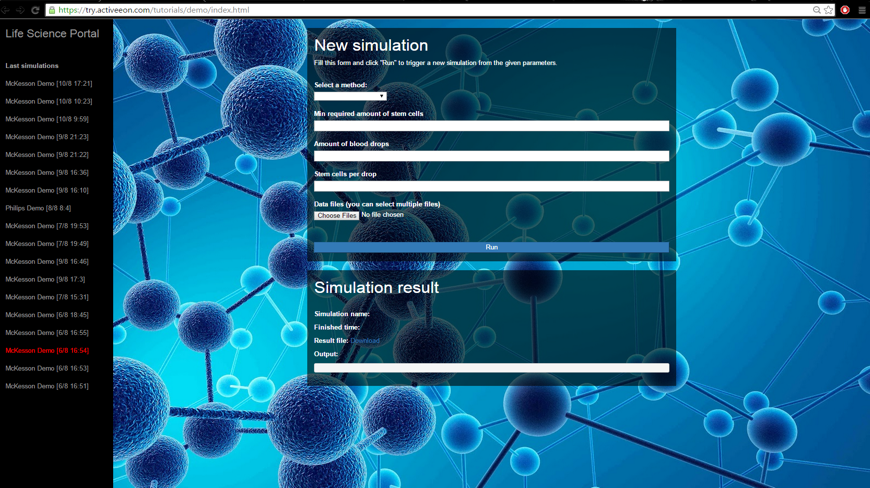 https://try.activeeon.com/tutorials/demo/index.html
Life Science Portal
Last simulations
McKesson Demo [10/8 17:21]
McKesson Demo [10/8 10:23]
McKesson Demo [10/8 9:59]
McKesson Demo [9/8 21:23]
McKesson Demo [9/8 21:22]
McKesson Demo [9/8 16:36]
McKesson Demo [9/8 16:10]
Philips Demo [8/8 8:4]
McKesson Demo [7/8 19:53]
McKesson Demo [7/8 19:49]
McKesson Demo [9/8 16:46]
McKesson Demo [9/8 17:3]
McKesson Demo [7/8 15:31]
McKesson Demo [6/8 18:45]
McKesson Demo [6/8 16:55]
McKesson Demo [6/8 16:54]
McKesson Demo [6/8 16:53]
McKesson Demo [6/8 16:51]
New simulation
Fill this form and click "Run" to trigger a new simulation from the given parameters.
Select a method:
Min required amount of stem cells
Amount of blood drops
Stem cells per drop
Data files (you can select multiple files)
Choose Files No file chosen
Run
Simulation result
Simulation name:
Finished time:
Result file: Download
Output: